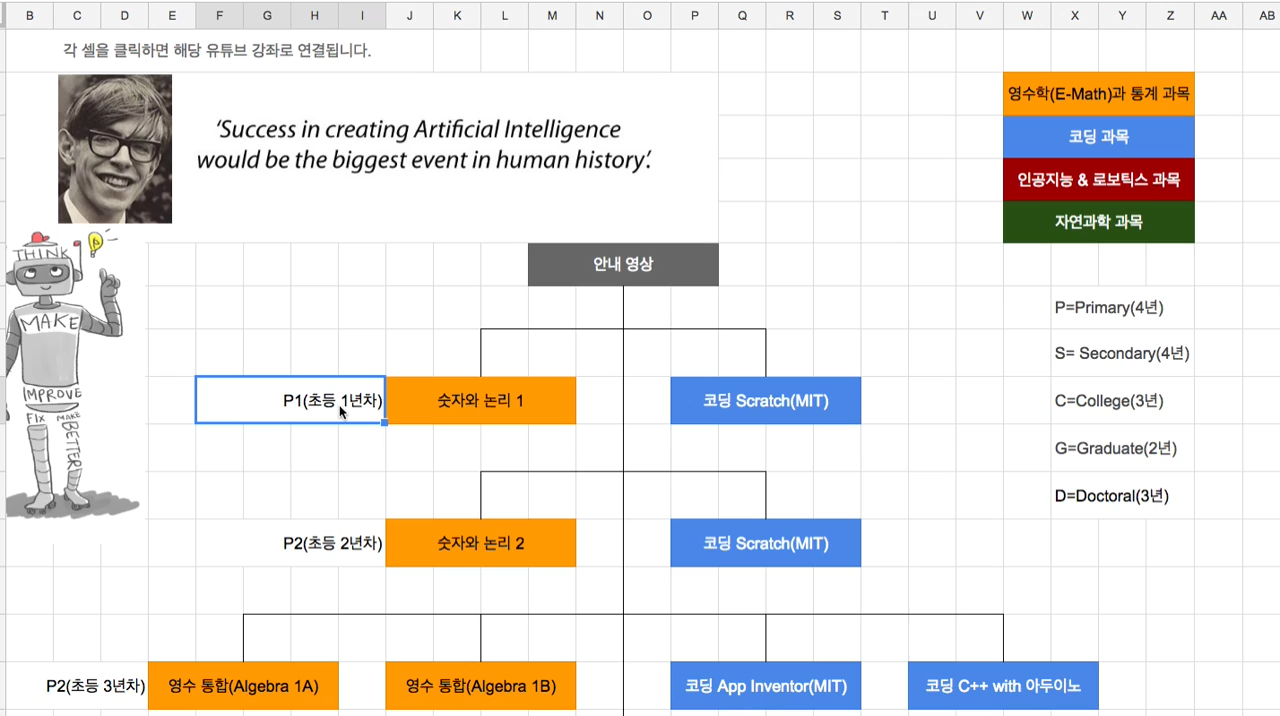 B C D E F G H I J K L M N O P Q R S T U V W X Y Z AA AB
각 셀을 클릭하면 해당 유튜브 강좌로 연결됩니다.
‘Success in creating Artificial Intelligence
would be the biggest event in human history’.
영수학(E-Math)과 통계 과목
코딩 과목
인공지능 & 로보틱스 과목
자연과학 과목
THINK
MAKE
IMPROVE
FIX
MAKE
BETTER
안내 영상
P=Primary(4년)
S= Secondary(4년)
C=College(3년)
G=Graduate(2년)
D=Doctoral(3년)
P1(초등 1년차)
숫자와 논리 1
코딩 Scratch(MIT)
P2(초등 2년차)
숫자와 논리 2
코딩 Scratch(MIT)
P2(초등 3년차)
영수 통합(Algebra 1A)
영수 통합(Algebra 1B)
코딩 App Inventor(MIT)
코딩 C++ with 아두이노